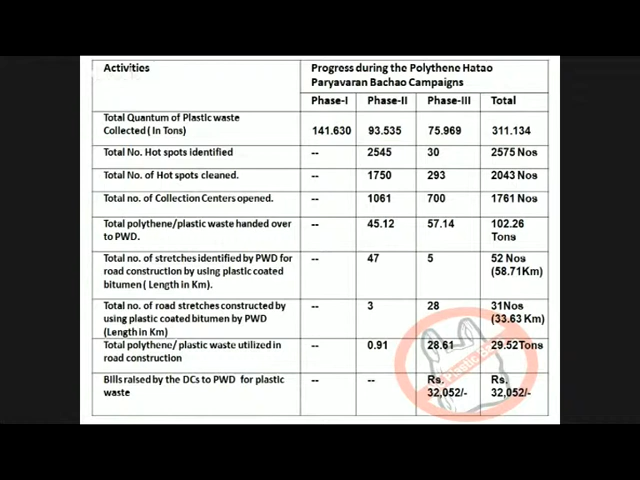 Activities
Progress during the Polythene Hatao
Paryavaran Bachao Campaigns
Phase-I Phase-II Phase-III Total
Total Quantum of Plastic waste
Collected ( In Tons) 141.630 93.535 75.969 311.134
Total No. Hot spots identified -- 2545 30 2575 Nos
Total No. of Hot spots cleaned. -- 1750 293 2043 Nos
Total no. of Collection Centers opened. -- 1061 700 1761 Nos
Total polythene/plastic waste handed over -- 45.12 57.14 102.26
to PWD. Tons
Total no. of stretches identified by PWD for -- 47 5 52 Nos
road construction by using plastic coated (58.71Km)
bitumen ( Length in Km).
Total no. of road stretches constructed by -- 3 28 31Nos
using plastic coated bitumen by PWD (33.63 Km)
(Length in Km)
Total polythene/ plastic waste utilized in -- 0.91 28.61 29.52Tons
road construction
Bills raised by the DCs to PWD for plastic -- -- Rs. Rs.
waste 32,052/- 32,052/-